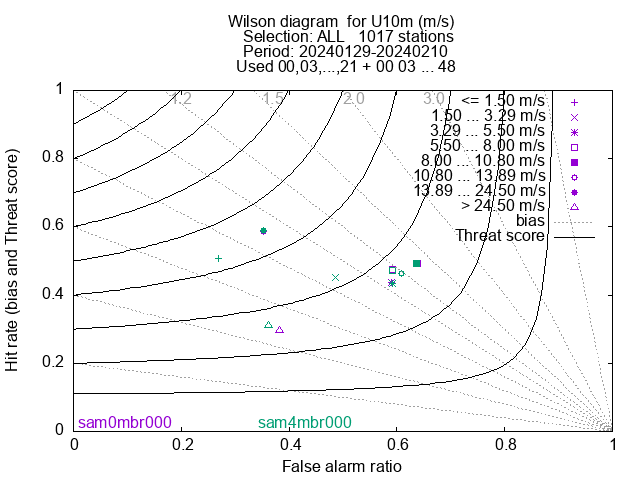 Wilson diagram  for U10m (m/s)
Selection: ALL   1017 stations
Period: 20240129-20240210
Used 00,03,...,21 + 00 03 ... 48
1.2 1.5 2.0 3.0
<= 1.50 m/s
1.50 ... 3.29 m/s
3.29 ... 5.50 m/s
5.50 ... 8.00 m/s
8.00 ... 10.80 m/s
10.80 ... 13.89 m/s
13.89 ... 24.50 m/s
> 24.50 m/s
bias
Threat score
1
0.8
0.6
0.4
0.2
0
Hit rate (bias and Threat score)
sam0mbr000 sam4mbr000
0 0.2 0.4 0.6 0.8 1
False alarm ratio